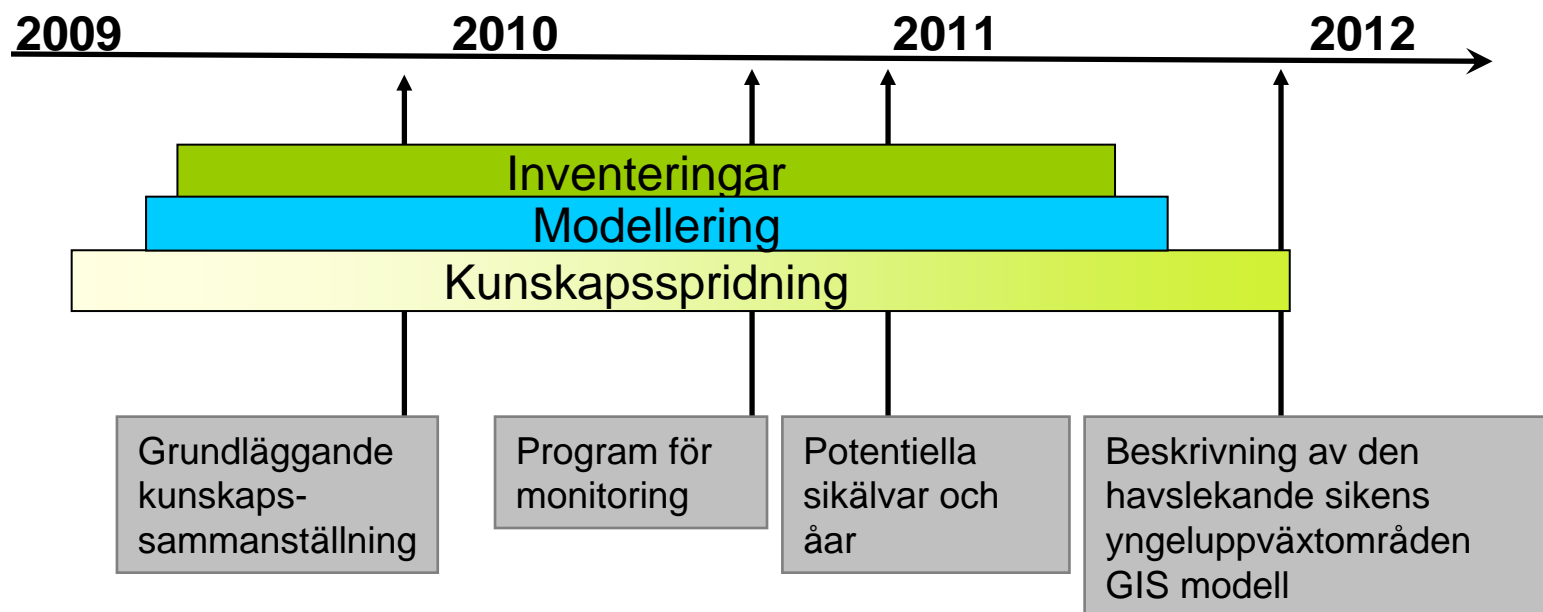 2009 2010 2011 2012
Inventeringar
Modellering
Kunskapsspridning
Grundläggande
kunskaps-
sammanställning
Program för
monitoring
Potentiella
sikälvar och
åar
Beskrivning av den
havslekande sikens
yngeluppväxtområden
GIS modell